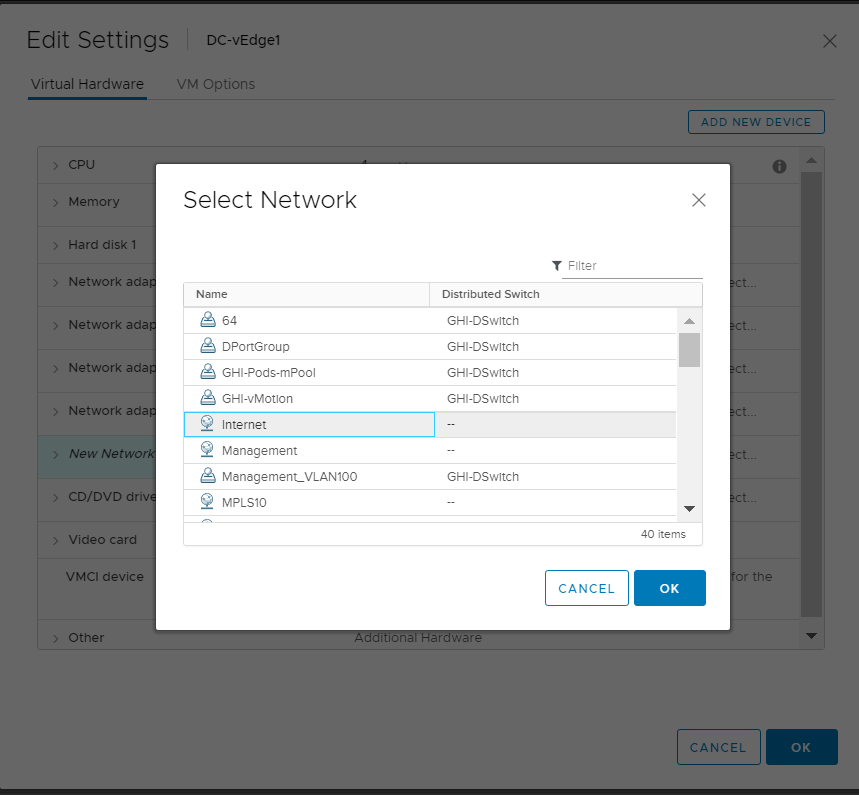 Edit Settings DC-vEdge1
Virtual Hardware VM Options
ADD NEW DEVICE
CPU
Memory
Hard disk 1
Network adap ect...
Network adap ect...
Network adap ect...
Network adap ect...
New Network ect...
CD/DVD drive ect...
Video card
VMCI device for the
Other Additional Hardware
Select Network
Filter
Name Distributed Switch
64 GHI-DSwitch
DPortGroup GHI-DSwitch
GHI-Pods-mPool GHI-DSwitch
GHI-vMotion GHI-DSwitch
Internet --
Management --
Management_VLAN100 GHI-DSwitch
MPLS10 --
40 items
CANCEL OK
CANCEL OK